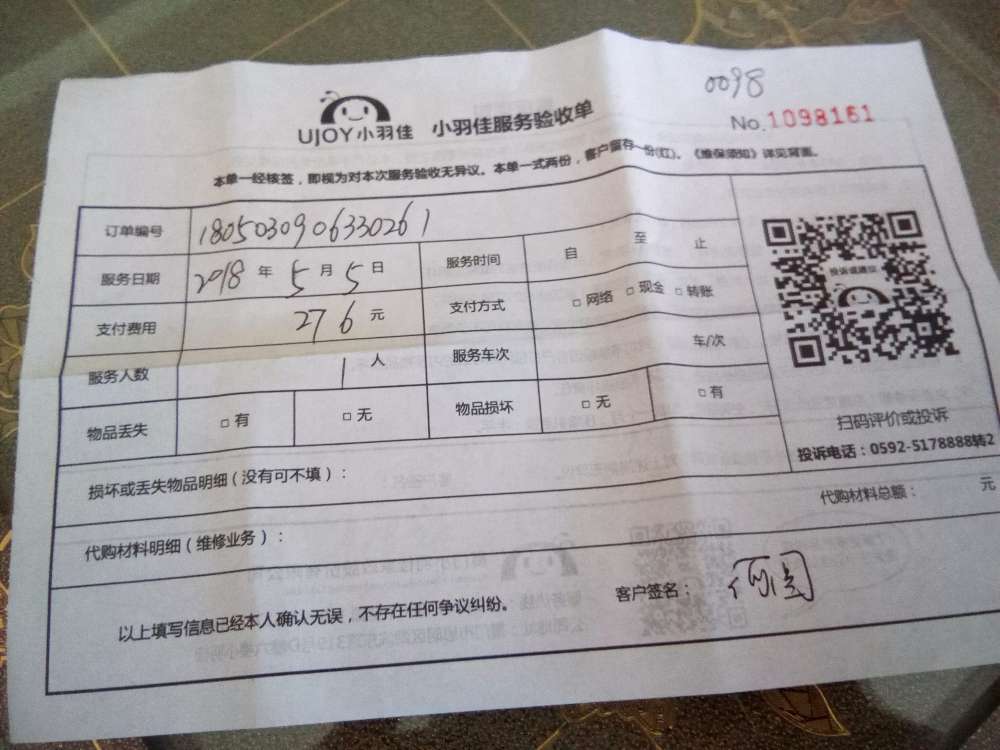 0098
UJOY小羽佳 小羽佳服务验收单
No.1098161
本单一经核签，即视为对本次服务验收无异议。本单一式两份，客户留存一份(红)。《维保须知》详见背面。
订单编号 180503090633026 1
服务日期 2018 年 5 月 5 日 服务时间 自 至 止
支付费用 276 元 支付方式 □ 网络 □ 现金 □ 转账
服务人数 1 人 服务车次 车/次
物品丢失 □ 有 □ 无 物品损坏 □ 无 □ 有
投诉或建议
扫码评价或投诉
投诉电话：0592-5178888转2
损坏或丢失物品明细（没有可不填）：
代购材料明细（维修业务）： 代购材料总额： 元
以上填写信息已经本人确认无误，不存在任何争议纠纷。 客户签名：